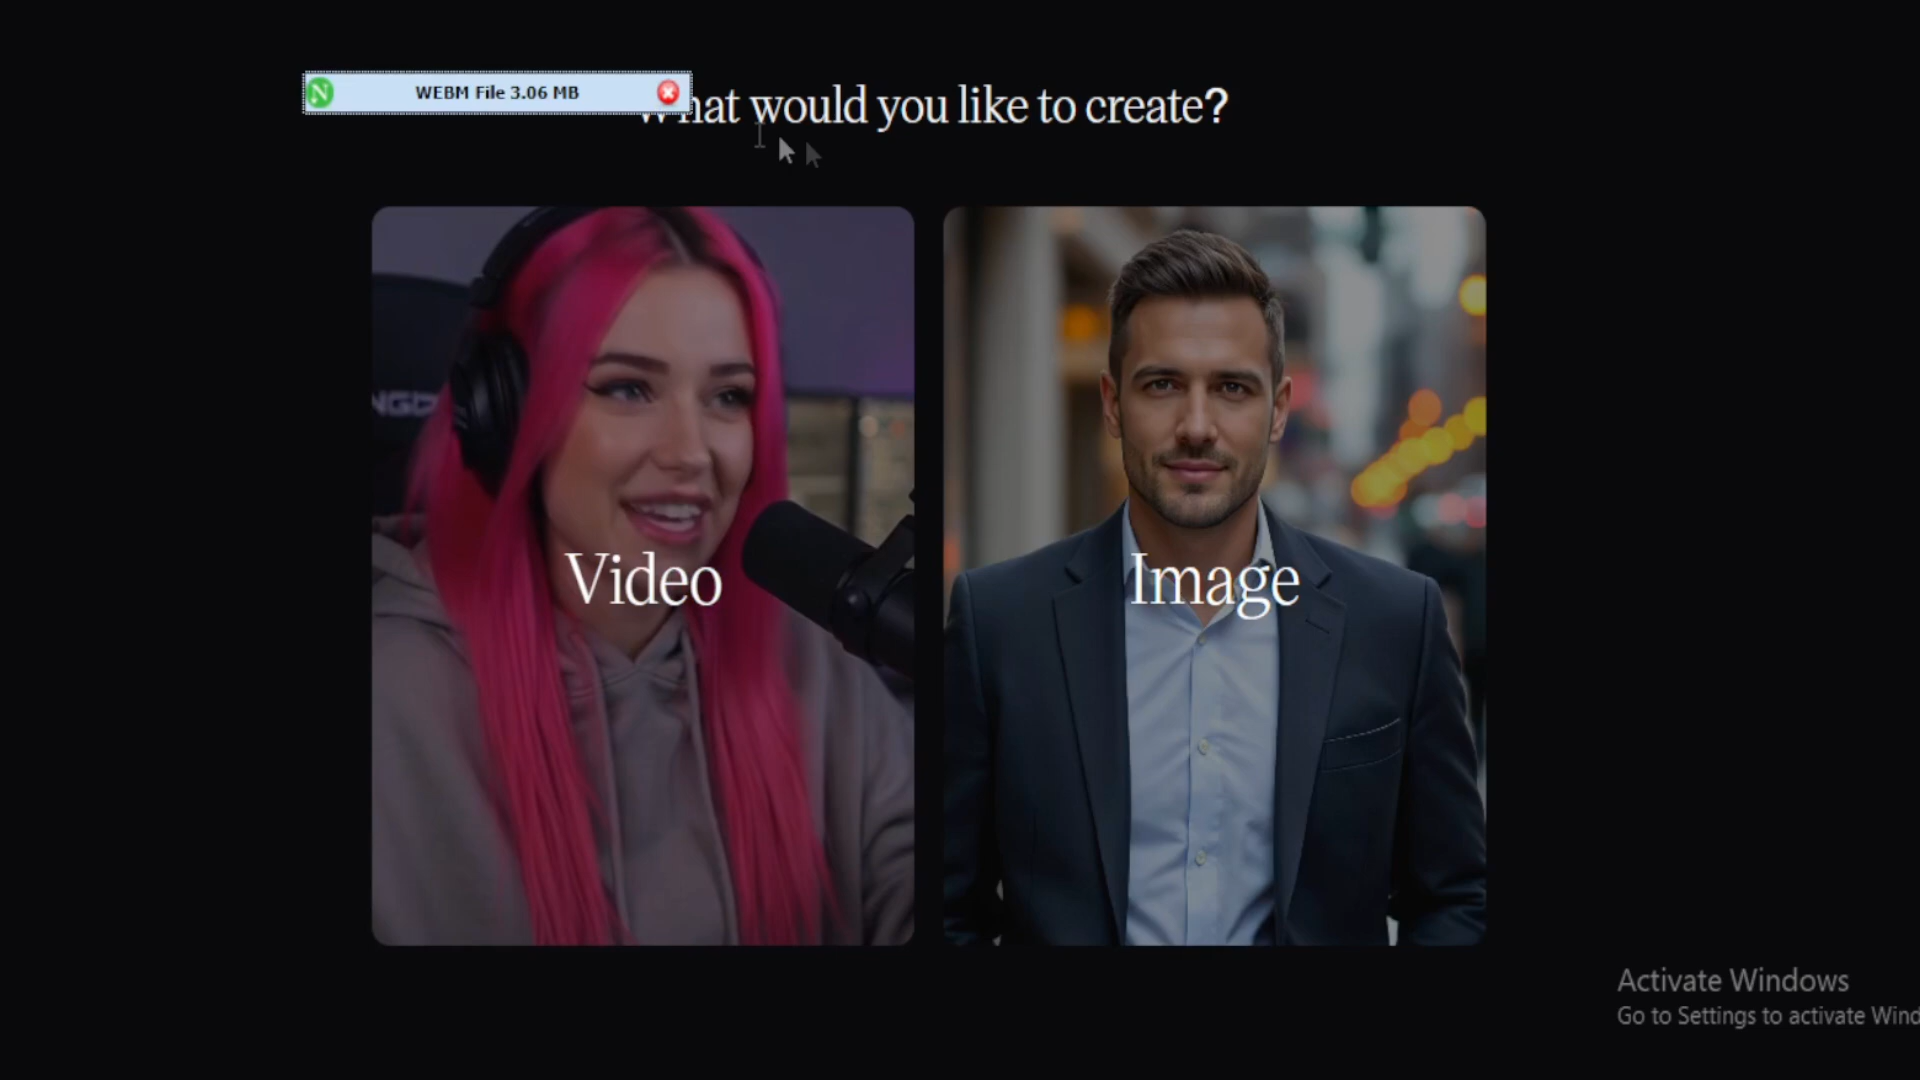 WEBM File 3.06 MB
What would you like to create?
Video
Image
Activate Windows
Go to Settings to activate Wind